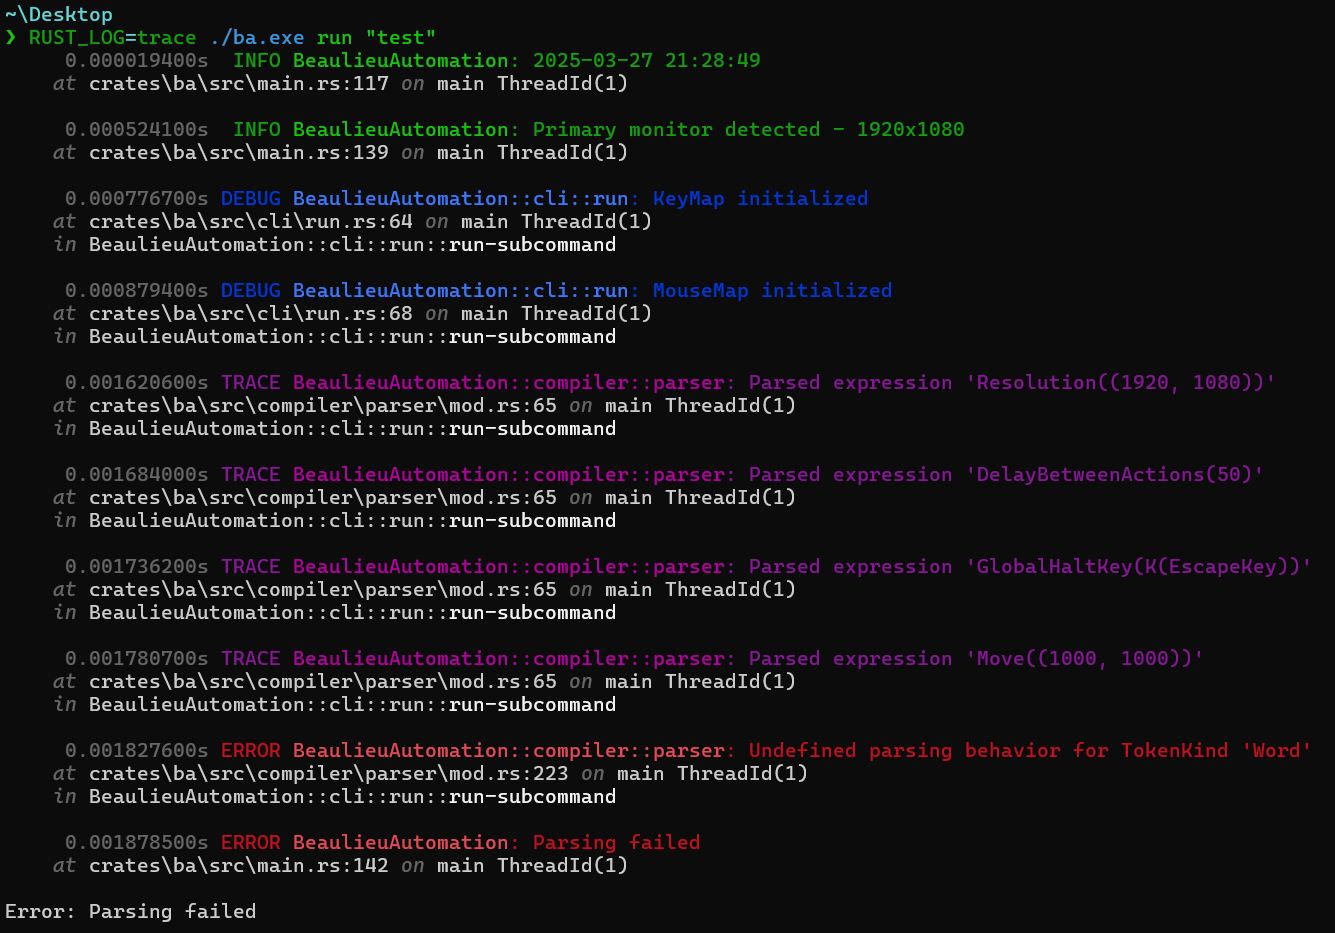 ~\Desktop
❯ RUST_LOG=trace ./ba.exe run "test"
0.000019400s  INFO BeaulieuAutomation: 2025-03-27 21:28:49
at crates\ba\src\main.rs:117 on main ThreadId(1)
0.000524100s  INFO BeaulieuAutomation: Primary monitor detected - 1920x1080
at crates\ba\src\main.rs:139 on main ThreadId(1)
0.000776700s DEBUG BeaulieuAutomation::cli::run: KeyMap initialized
at crates\ba\src\cli\run.rs:64 on main ThreadId(1)
in BeaulieuAutomation::cli::run::run-subcommand
0.000879400s DEBUG BeaulieuAutomation::cli::run: MouseMap initialized
at crates\ba\src\cli\run.rs:68 on main ThreadId(1)
in BeaulieuAutomation::cli::run::run-subcommand
0.001620600s TRACE BeaulieuAutomation::compiler::parser: Parsed expression 'Resolution((1920, 1080))'
at crates\ba\src\compiler\parser\mod.rs:65 on main ThreadId(1)
in BeaulieuAutomation::cli::run::run-subcommand
0.001684000s TRACE BeaulieuAutomation::compiler::parser: Parsed expression 'DelayBetweenActions(50)'
at crates\ba\src\compiler\parser\mod.rs:65 on main ThreadId(1)
in BeaulieuAutomation::cli::run::run-subcommand
0.001736200s TRACE BeaulieuAutomation::compiler::parser: Parsed expression 'GlobalHaltKey(K(EscapeKey))'
at crates\ba\src\compiler\parser\mod.rs:65 on main ThreadId(1)
in BeaulieuAutomation::cli::run::run-subcommand
0.001780700s TRACE BeaulieuAutomation::compiler::parser: Parsed expression 'Move((1000, 1000))'
at crates\ba\src\compiler\parser\mod.rs:65 on main ThreadId(1)
in BeaulieuAutomation::cli::run::run-subcommand
0.001827600s ERROR BeaulieuAutomation::compiler::parser: Undefined parsing behavior for TokenKind 'Word'
at crates\ba\src\compiler\parser\mod.rs:223 on main ThreadId(1)
in BeaulieuAutomation::cli::run::run-subcommand
0.001878500s ERROR BeaulieuAutomation: Parsing failed
at crates\ba\src\main.rs:142 on main ThreadId(1)
Error: Parsing failed